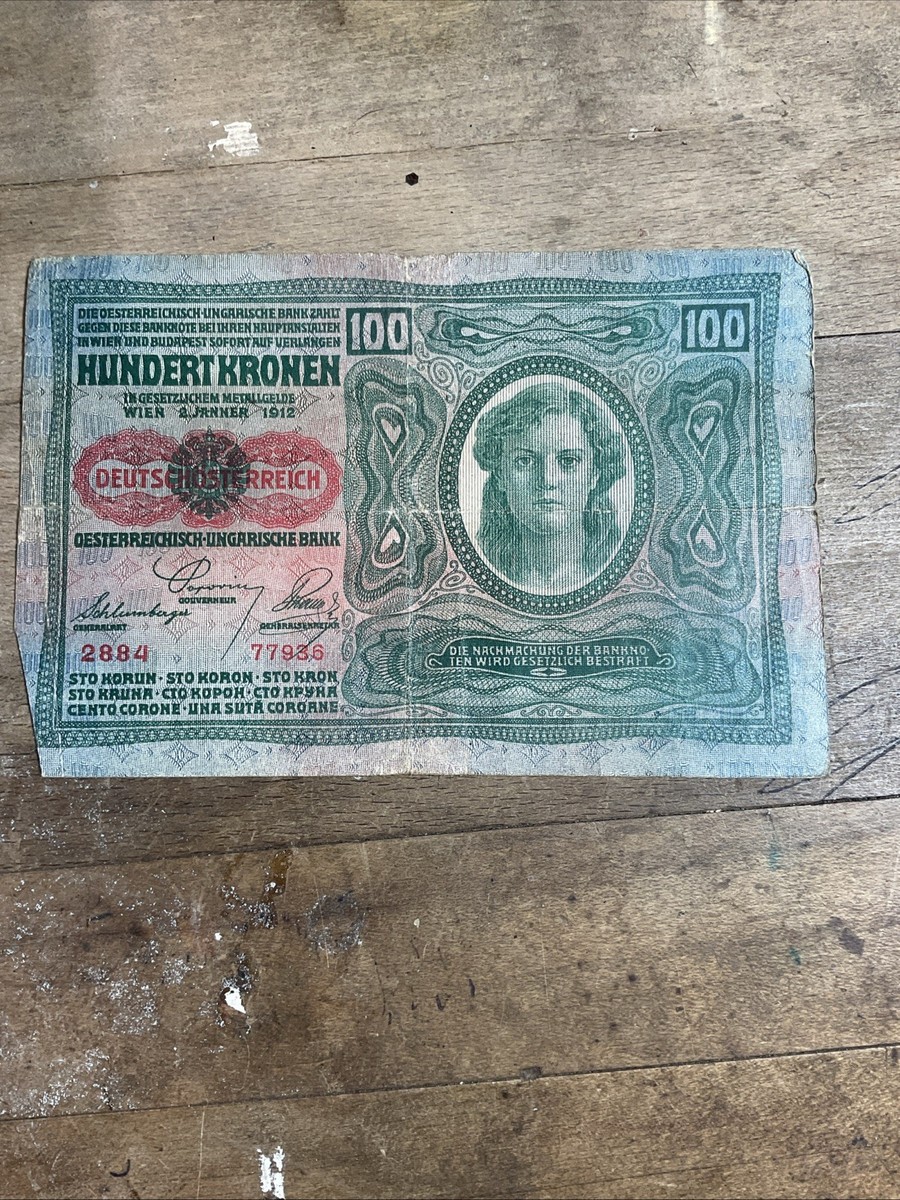 DIE OESTERREICHISCH-UNGARISCHE BANK ZAHLT
GEGEN DIESE BANKNOTE BEI IHREN HAUPTANSTALTEN
IN WIEN UND BUDAPEST SOFORT AUF VERLANGEN
HUNDERT KRONEN
IN GESETZLICHEM METALLGELDE
WIEN 2. JÄNNER 1912
DEUTSCHÖSTERREICH
OESTERREICHISCH-UNGARISCHE BANK
Popovics
GOUVERNEUR
Schlumberger
GENERALRAT
GENERALSEKRETÄR
2884 77936
STO KORUN · STO KORON · STO KRON
STO KRUNA · СТО КОРОН · СТО КРУНА
CENTO CORONE · UNA SUTĂ COROANE
100
100
DIE NACHMACHUNG DER BANKNO-
TEN WIRD GESETZLICH BESTRAFT